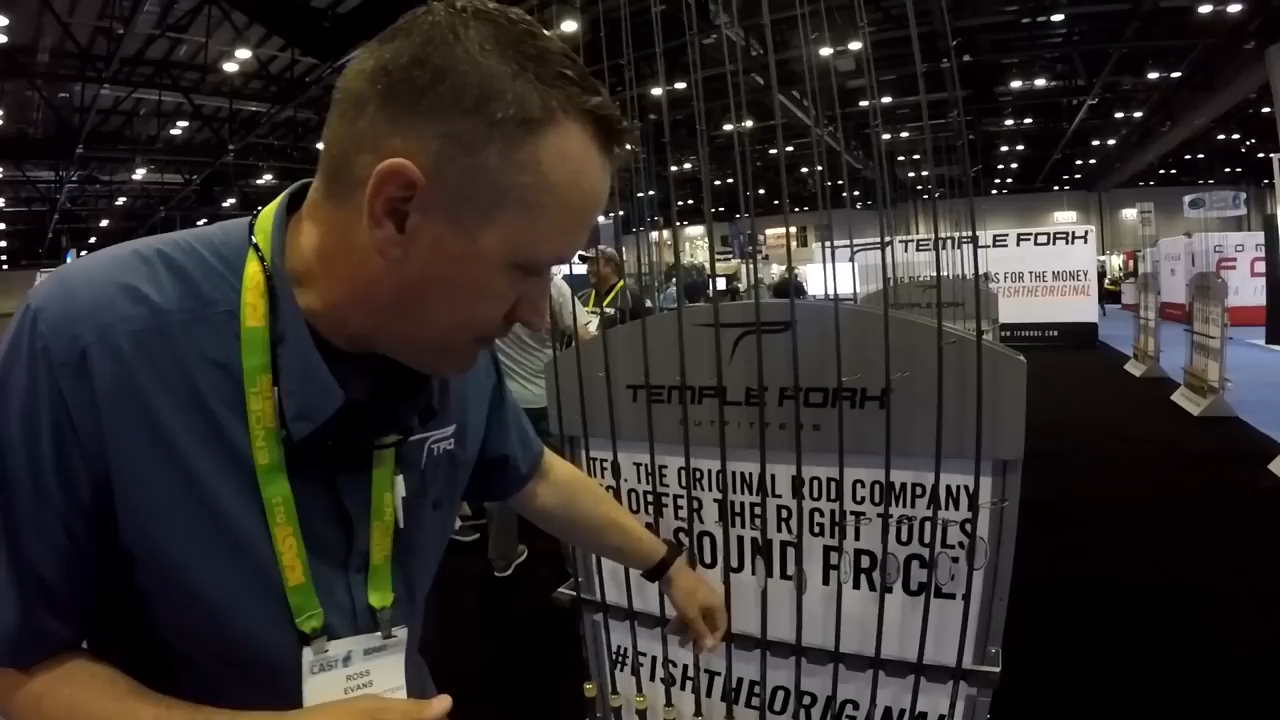 TEMPLE FORK
S FOR THE MONEY.
FISHTHEORIGINAL
TEMPLE FORK
OUTFITTERS
TFO. THE ORIGINAL ROD COMPANY
TO OFFER THE RIGHT TOOLS
A SOUND PRICE.
#FISHTHEORIGINAL
TFO
ENGEL
CAST
ROSS
EVANS